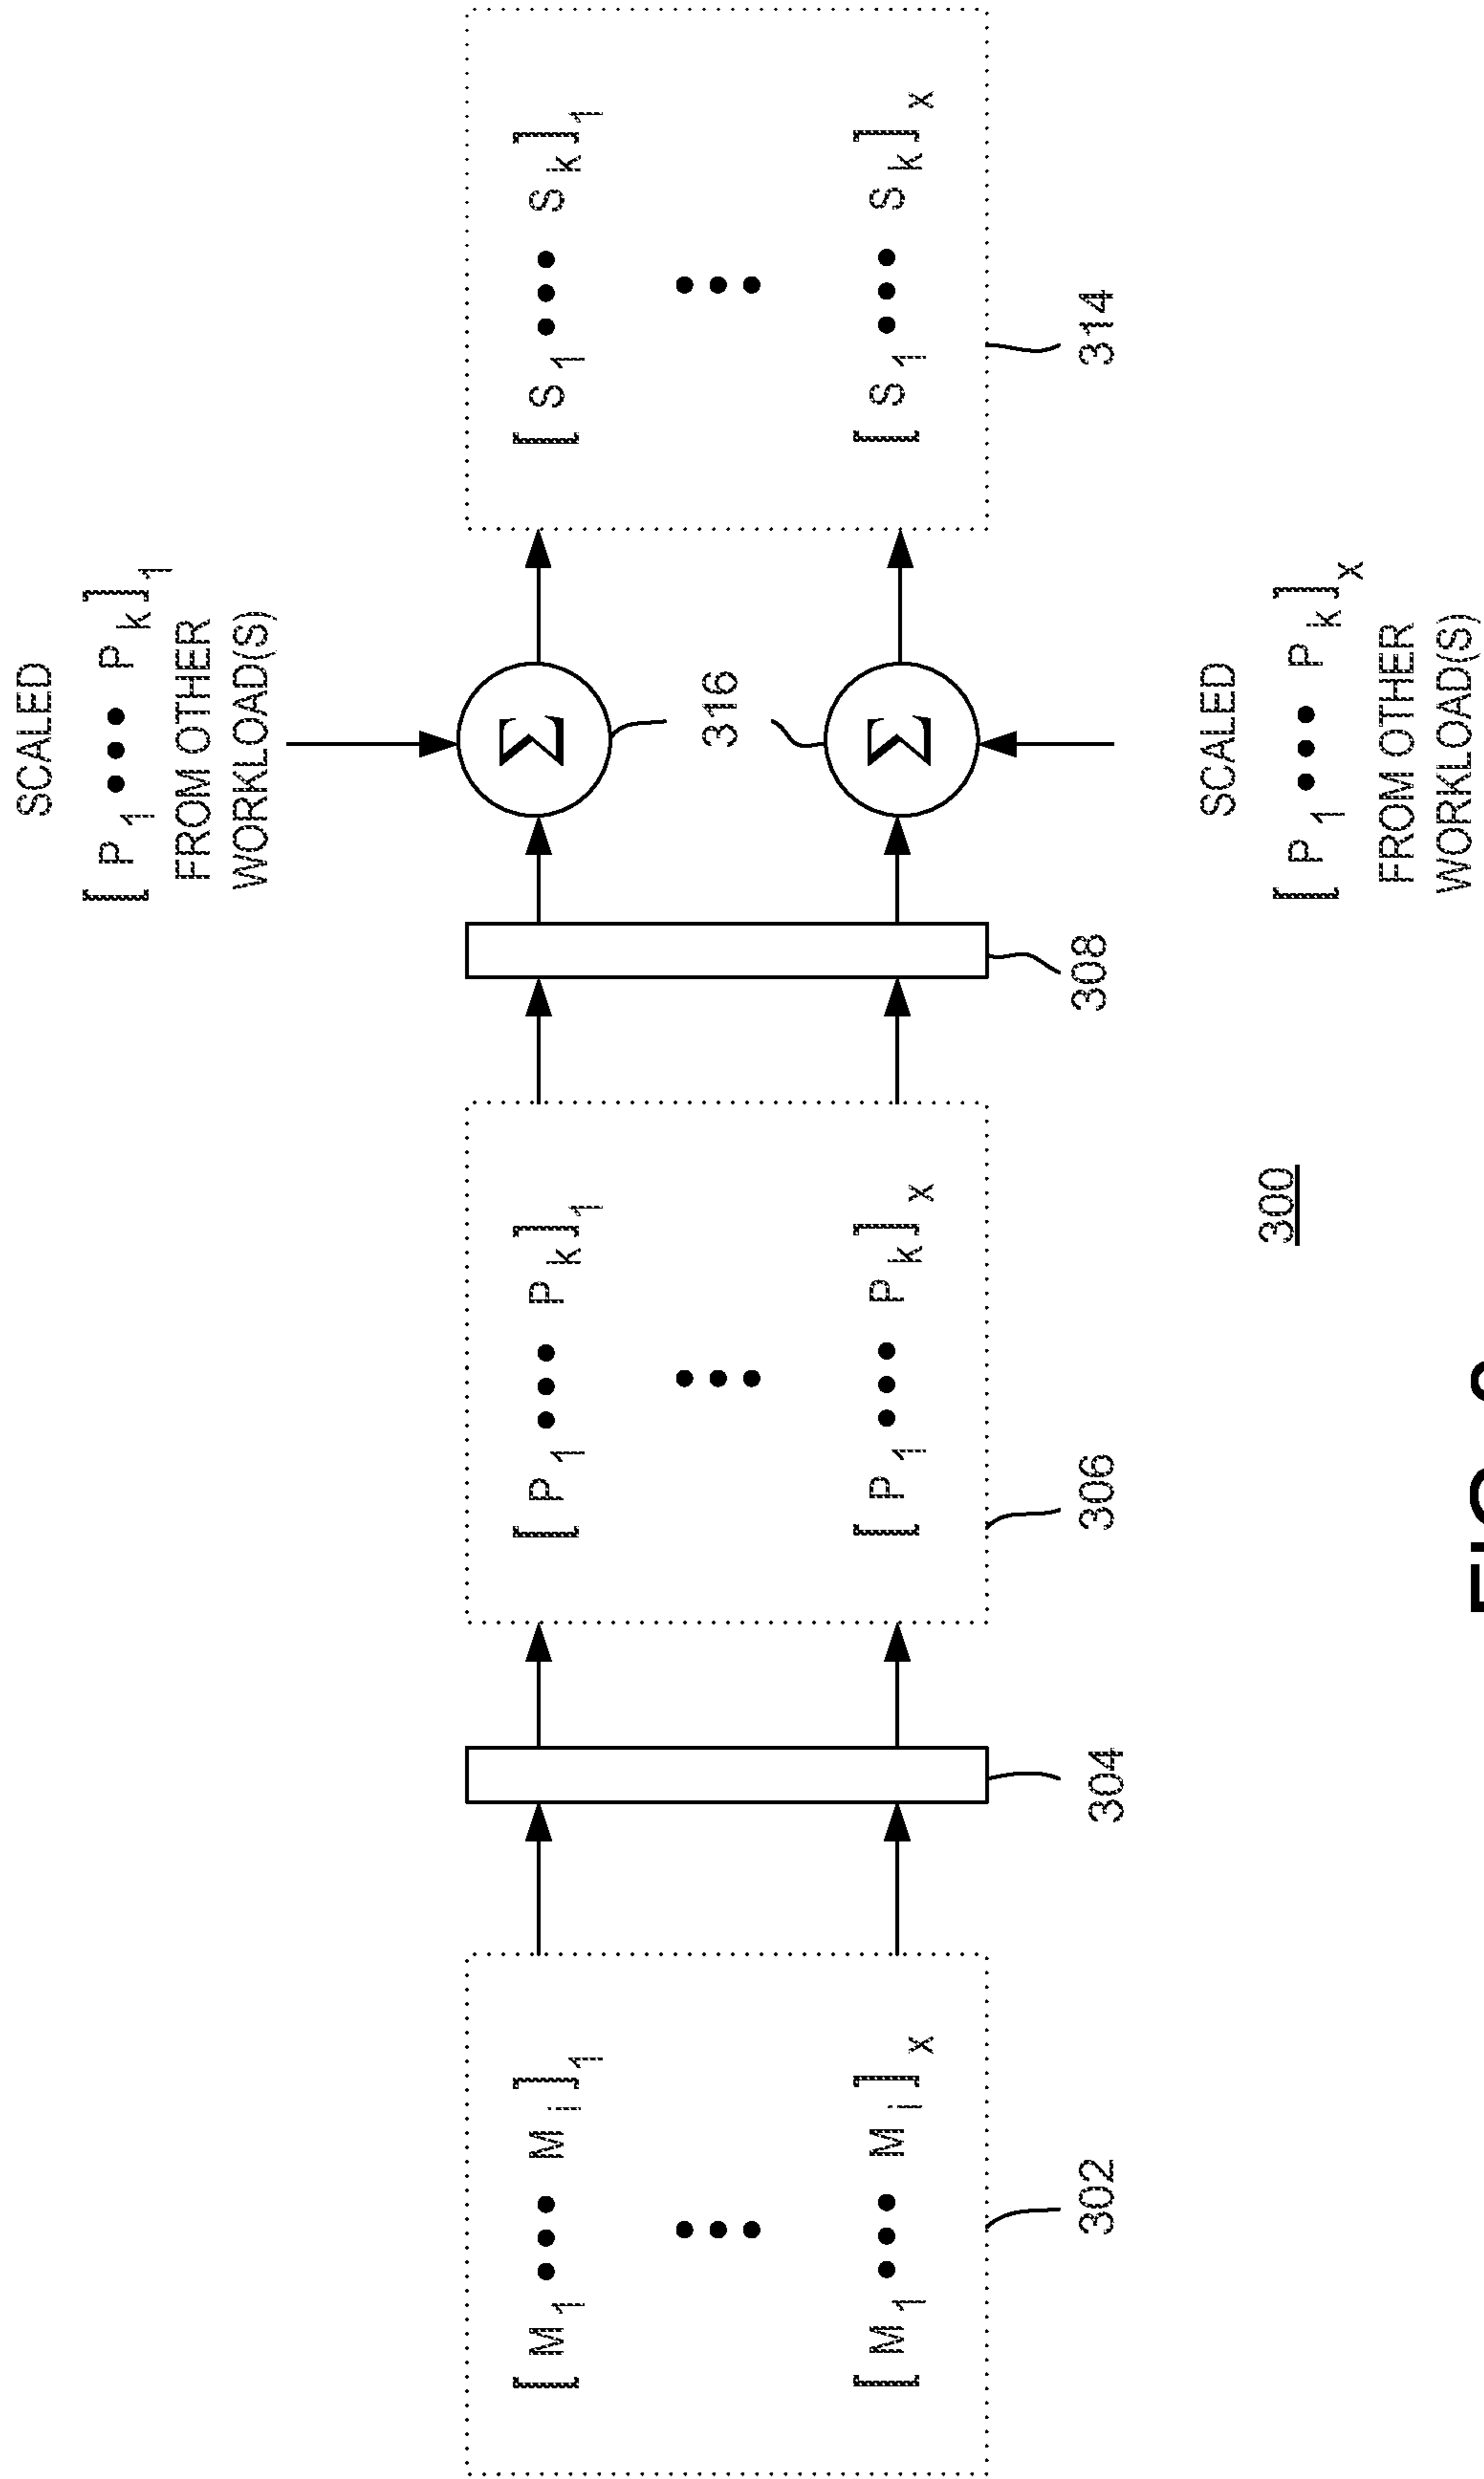 SCALED
[ P1 ••• Pk ]1
FROM OTHER
WORKLOAD(S)
[ M1 ••• Mi ]1
[ P1 ••• Pk ]1
Σ
[ S1 ••• Sk ]1
316
[ M1 ••• Mi ]x
[ P1 ••• Pk ]x
Σ
[ S1 ••• Sk ]x
302
304
306
308
314
SCALED
[ P1 ••• Pk ]x
FROM OTHER
WORKLOAD(S)
300